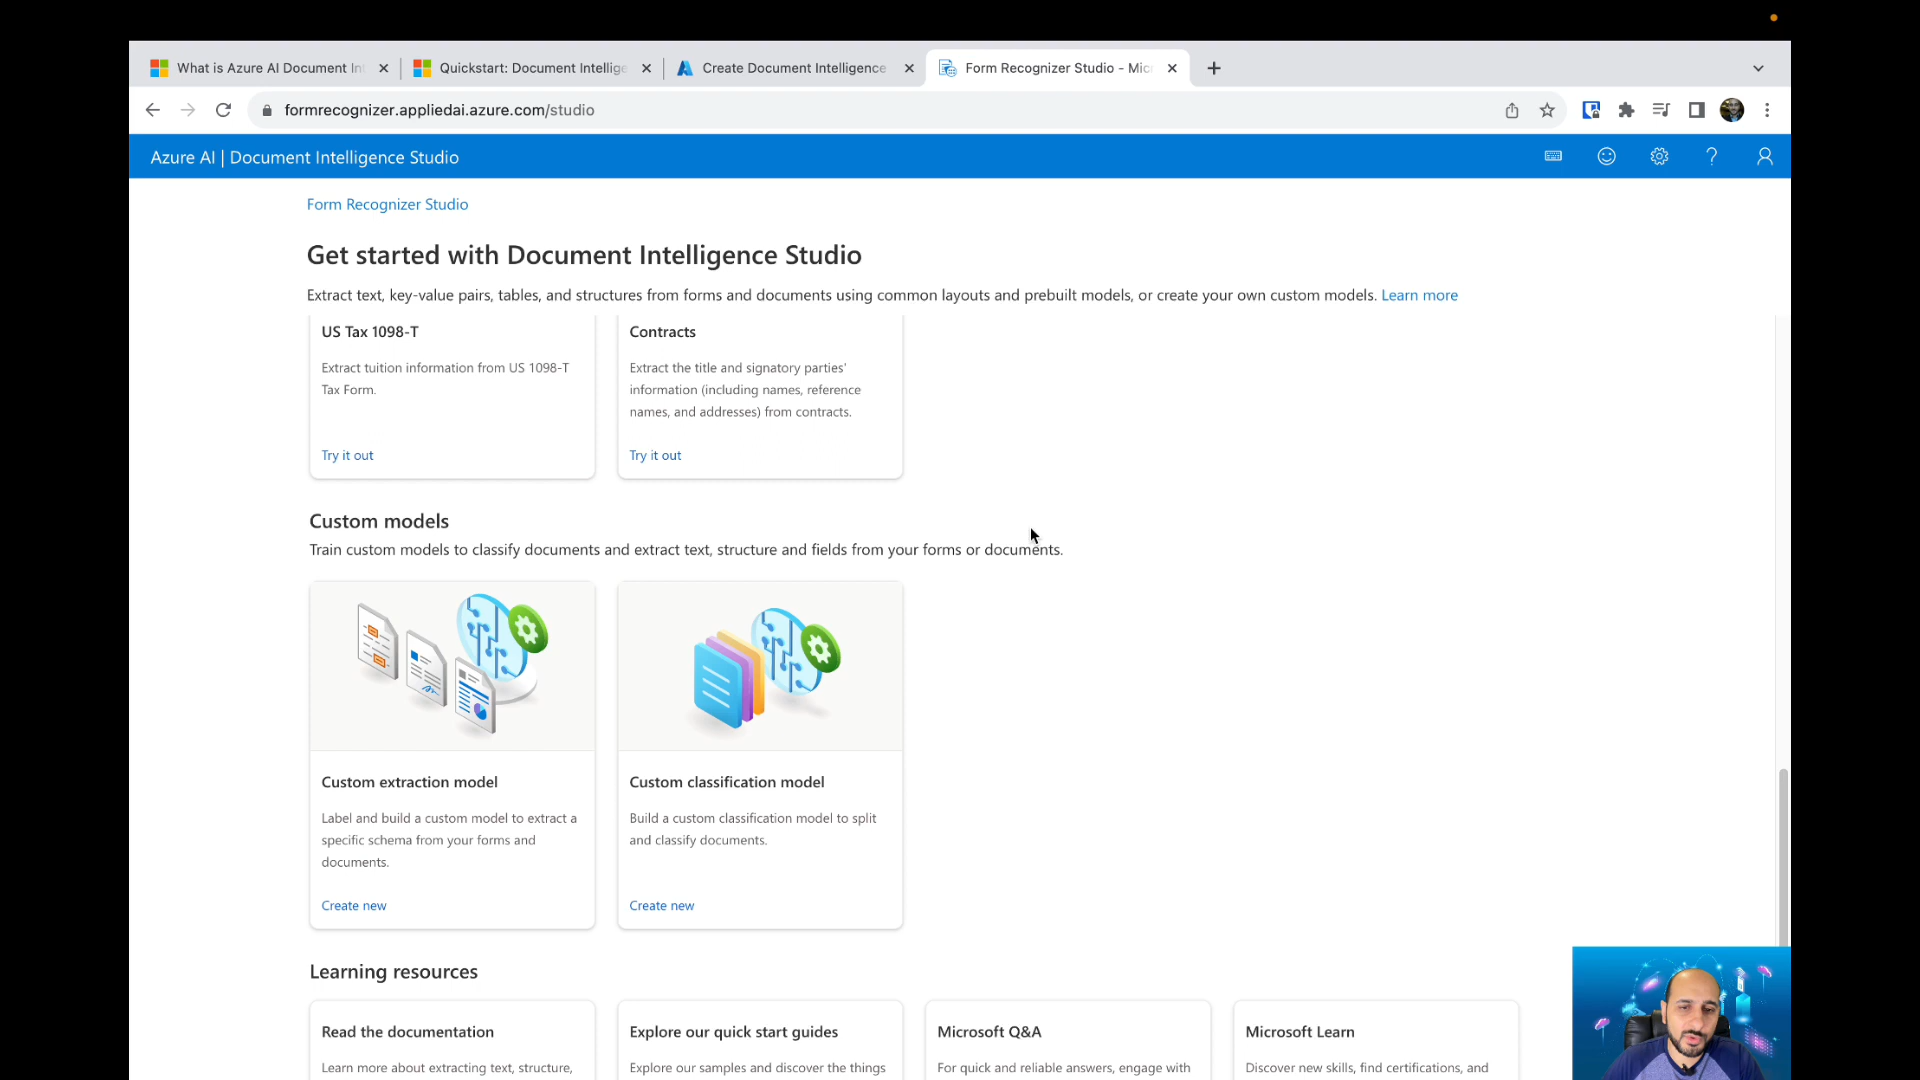 What is Azure AI Document Int
Quickstart: Document Intellige
Create Document Intelligence
Form Recognizer Studio - Mic
formrecognizer.appliedai.azure.com/studio
Azure AI | Document Intelligence Studio
Form Recognizer Studio
Get started with Document Intelligence Studio
Extract text, key-value pairs, tables, and structures from forms and documents using common layouts and prebuilt models, or create your own custom models. Learn more
US Tax 1098-T
Extract tuition information from US 1098-T
Tax Form.
Try it out
Contracts
Extract the title and signatory parties'
information (including names, reference
names, and addresses) from contracts.
Try it out
Custom models
Train custom models to classify documents and extract text, structure and fields from your forms or documents.
Custom extraction model
Label and build a custom model to extract a
specific schema from your forms and
documents.
Create new
Custom classification model
Build a custom classification model to split
and classify documents.
Create new
Learning resources
Read the documentation
Learn more about extracting text, structure,
Explore our quick start guides
Explore our samples and discover the things
Microsoft Q&A
For quick and reliable answers, engage with
Microsoft Learn
Discover new skills, find certifications, and